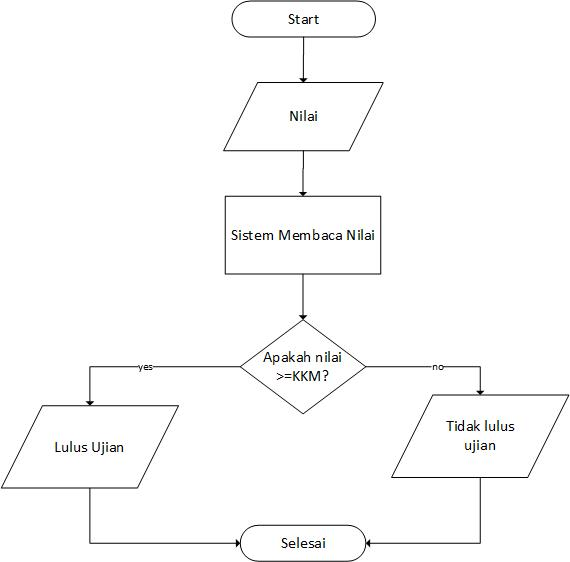 Start
Nilai
Sistem Membaca Nilai
Apakah nilai
>=KKM?
yes
no
Lulus Ujian
Tidak lulus
ujian
Selesai